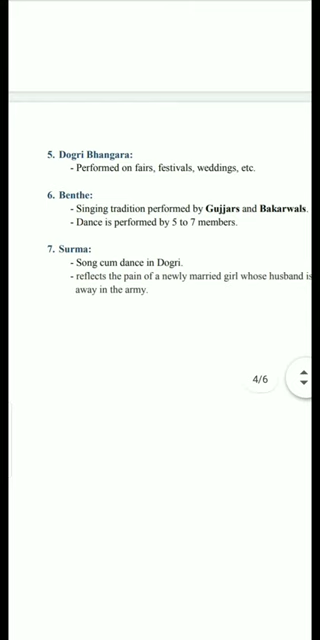 5. Dogri Bhangara:
- Performed on fairs, festivals, weddings, etc.
6. Benthe:
- Singing tradition performed by Gujjars and Bakarwals.
- Dance is performed by 5 to 7 members.
7. Surma:
- Song cum dance in Dogri.
- reflects the pain of a newly married girl whose husband is
away in the army.
4/6